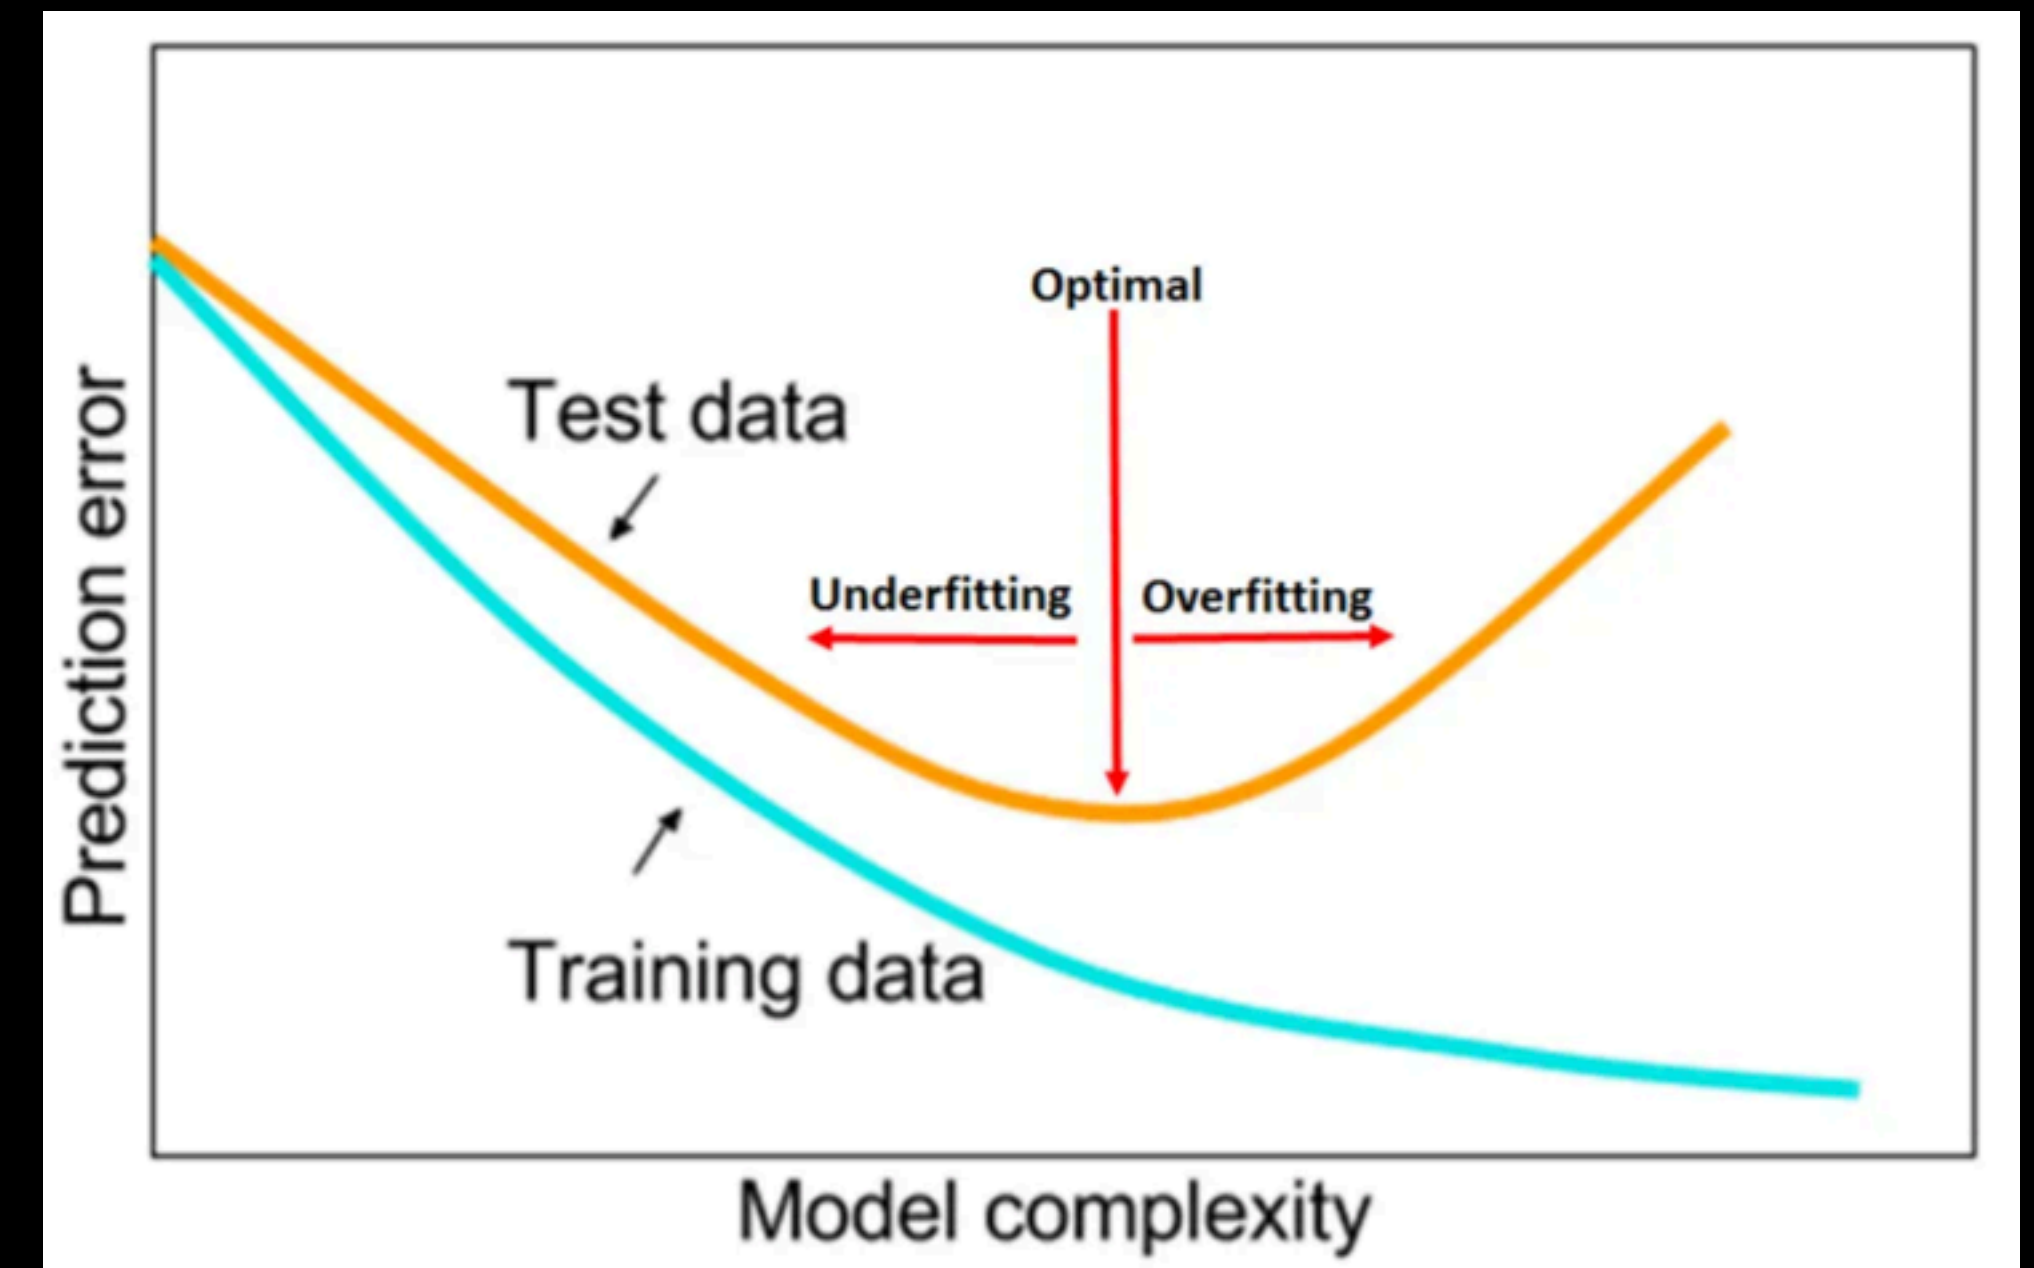 Optimal
Test data
Underfitting
Overfitting
Prediction error
Training data
Model complexity